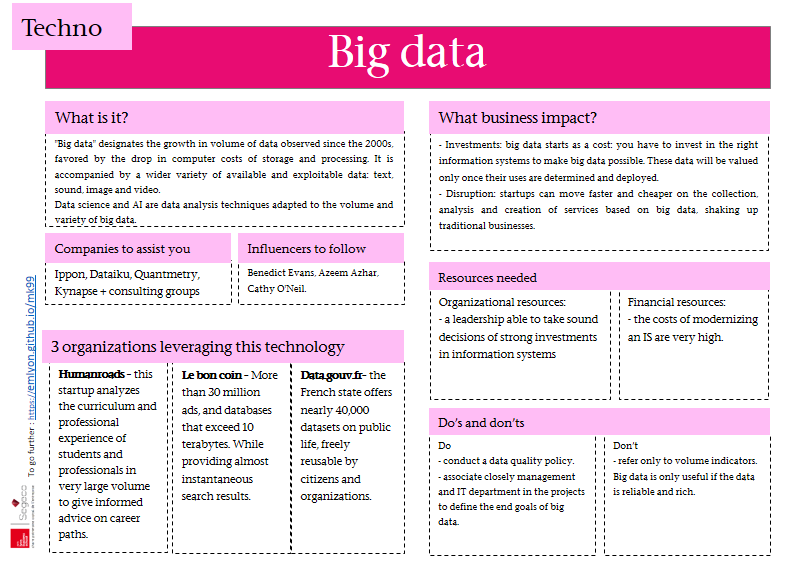 Techno
Big data
What is it?
"Big data" designates the growth in volume of data observed since the 2000s,
favored by the drop in computer costs of storage and processing. It is
accompanied by a wider variety of available and exploitable data: text,
sound, image and video.
Data science and AI are data analysis techniques adapted to the volume and
variety of big data.
Companies to assist you
Ippon, Dataiku, Quantmetry,
Kynapse + consulting groups
Influencers to follow
Benedict Evans, Azeem Azhar,
Cathy O'Neil.
3 organizations leveraging this technology
Humanroads – this
startup analyzes
the curriculum and
professional
experience of
students and
professionals in
very large volume
to give informed
advice on career
paths.
Le bon coin – More
than 30 million
ads, and databases
that exceed 10
terabytes. While
providing almost
instantaneous
search results.
Data.gouv.fr– the
French state offers
nearly 40,000
datasets on public
life, freely
reusable by
citizens and
organizations.
What business impact?
- Investments: big data starts as a cost: you have to invest in the right
information systems to make big data possible. These data will be valued
only once their uses are determined and deployed.
- Disruption: startups can move faster and cheaper on the collection,
analysis and creation of services based on big data, shaking up
traditional businesses.
Resources needed
Organizational resources:
- a leadership able to take sound
decisions of strong investments
in information systems
Financial resources:
- the costs of modernizing
an IS are very high.
Do's and don'ts
Do
- conduct a data quality policy.
- associate closely management
and IT department in the projects
to define the end goals of big
data.
Don't
- refer only to volume indicators.
Big data is only useful if the data
is reliable and rich.
To go further : https://emlyon.github.io/mk99
Segeco